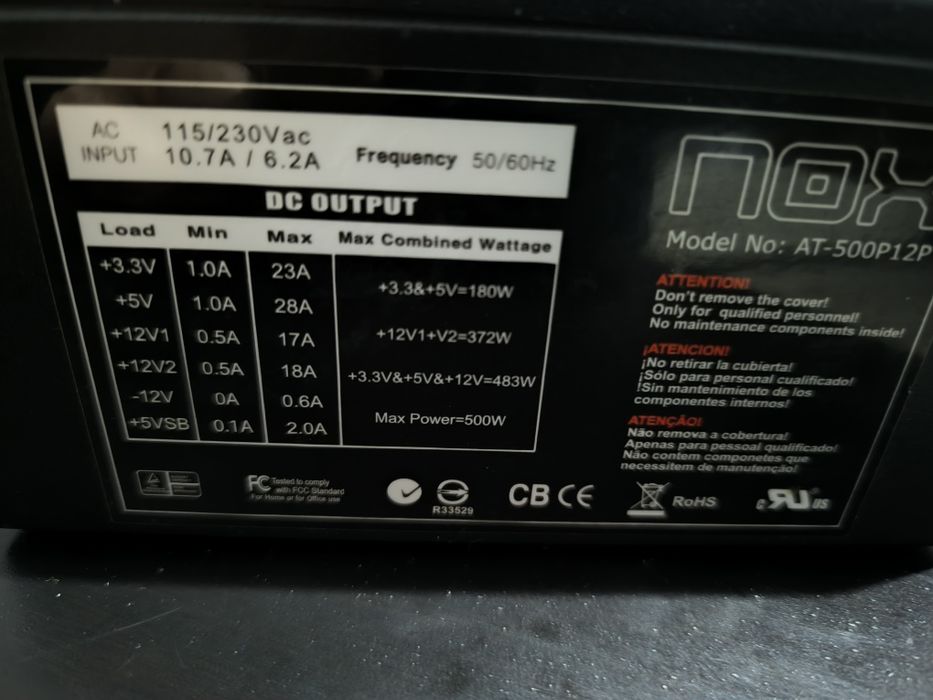 AC INPUT 115/230Vac 10.7A / 6.2A Frequency 50/60Hz
nox
Model No: AT-500P12P
DC OUTPUT
Load Min Max Max Combined Wattage
+3.3V 1.0A 23A
+5V 1.0A 28A
+12V1 0.5A 17A
+12V2 0.5A 18A
-12V 0A 0.6A
+5VSB 0.1A 2.0A
+3.3&+5V=180W
+12V1+V2=372W
+3.3V&+5V&+12V=483W
Max Power=500W
ATTENTION!
Don't remove the cover!
Only for qualified personnel!
No maintenance components inside!
¡ATENCION!
¡No retirar la cubierta!
¡Sólo para personal cualificado!
!Sin mantenimiento de los
componentes internos!
ATENÇÃO!
Não remova a cobertura!
Apenas para pessoal qualificado!
Não contem componetes que
necessitem de manutenção!
FC Tested to comply
with FCC Standard
For Home or for Office use
R33529
CB CE
RoHS
c RU US